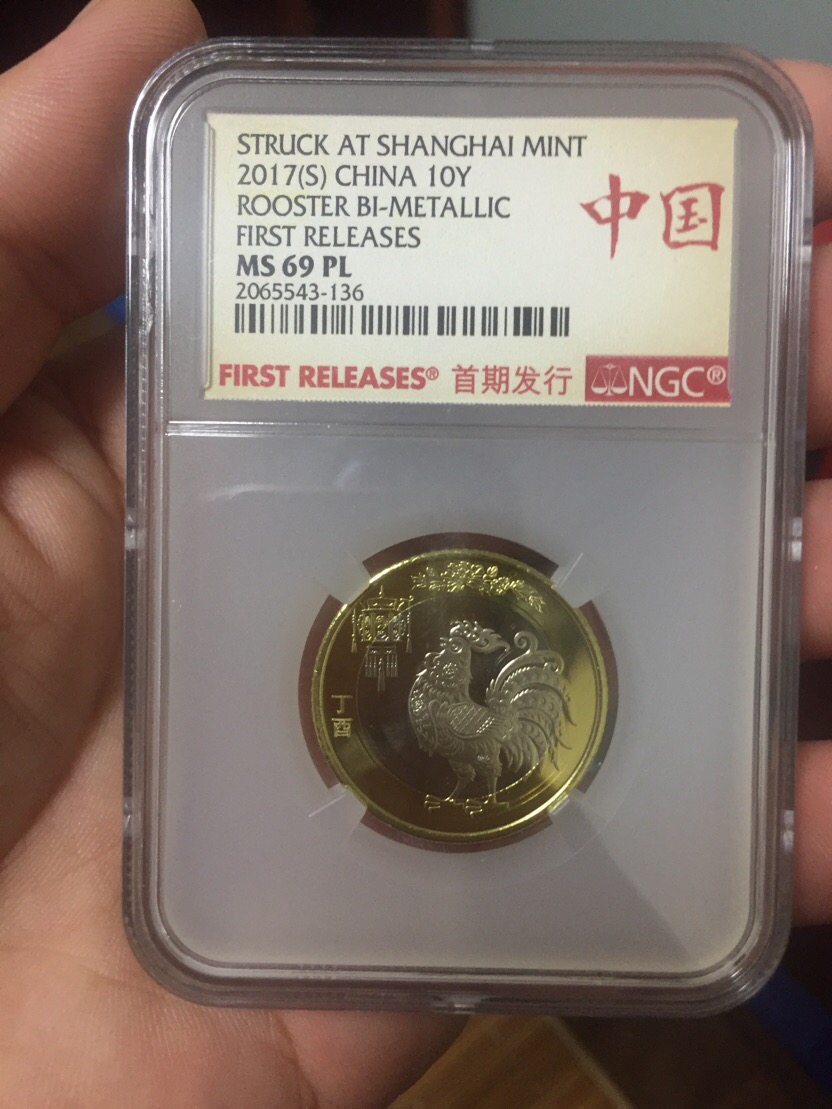 STRUCK AT SHANGHAI MINT
2017(S) CHINA 10Y
ROOSTER BI-METALLIC
FIRST RELEASES
MS 69 PL
2065543-136
中国
FIRST RELEASES® 首期发行 NGC®
丁酉